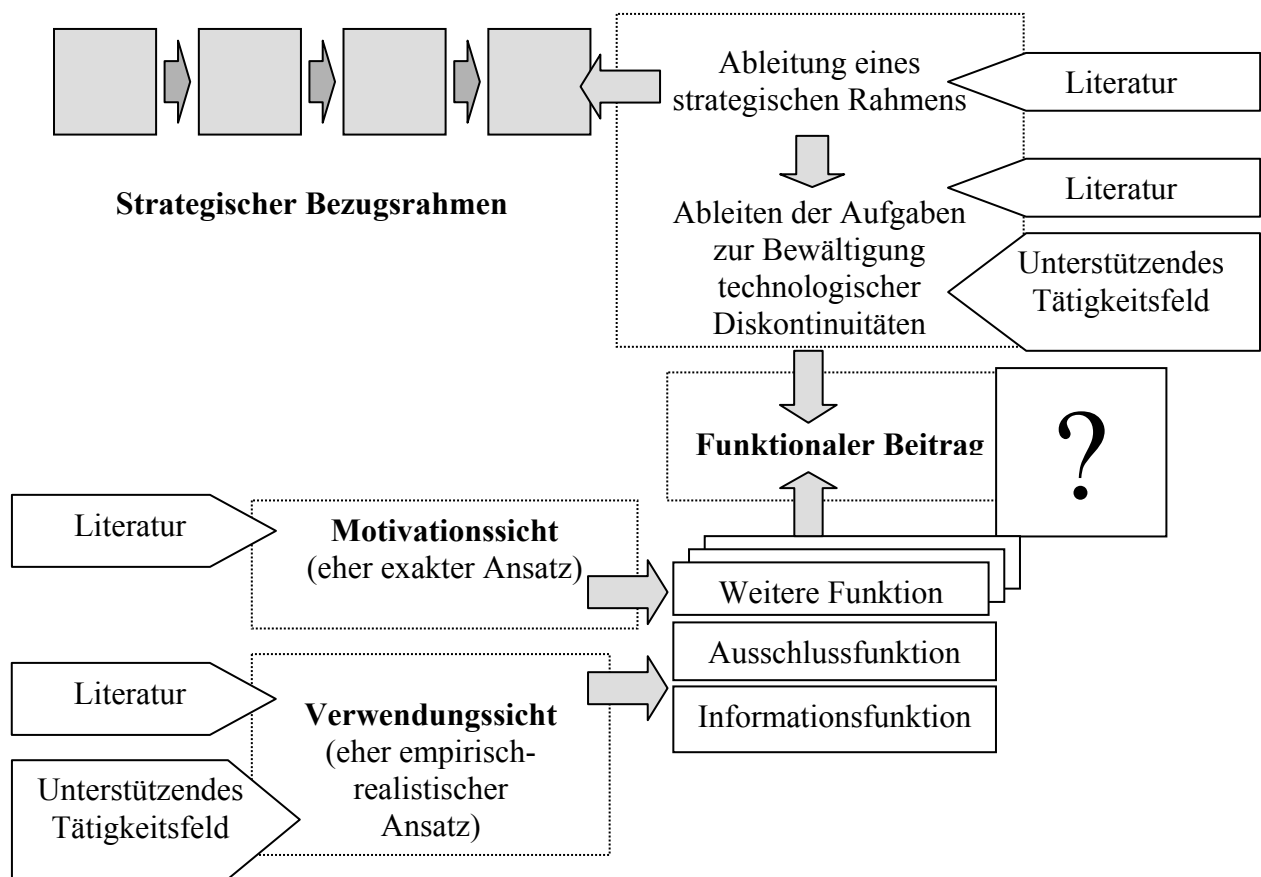 Ableitung eines
strategischen Rahmens
Literatur
Strategischer Bezugsrahmen
Literatur
Ableiten der Aufgaben
zur Bewältigung
technologischer
Diskontinuitäten
Unterstützendes
Tätigkeitsfeld
Funktionaler Beitrag
?
Literatur
Motivationssicht
(eher exakter Ansatz)
Weitere Funktion
Ausschlussfunktion
Informationsfunktion
Literatur
Verwendungssicht
(eher empirisch-
realistischer
Ansatz)
Unterstützendes
Tätigkeitsfeld